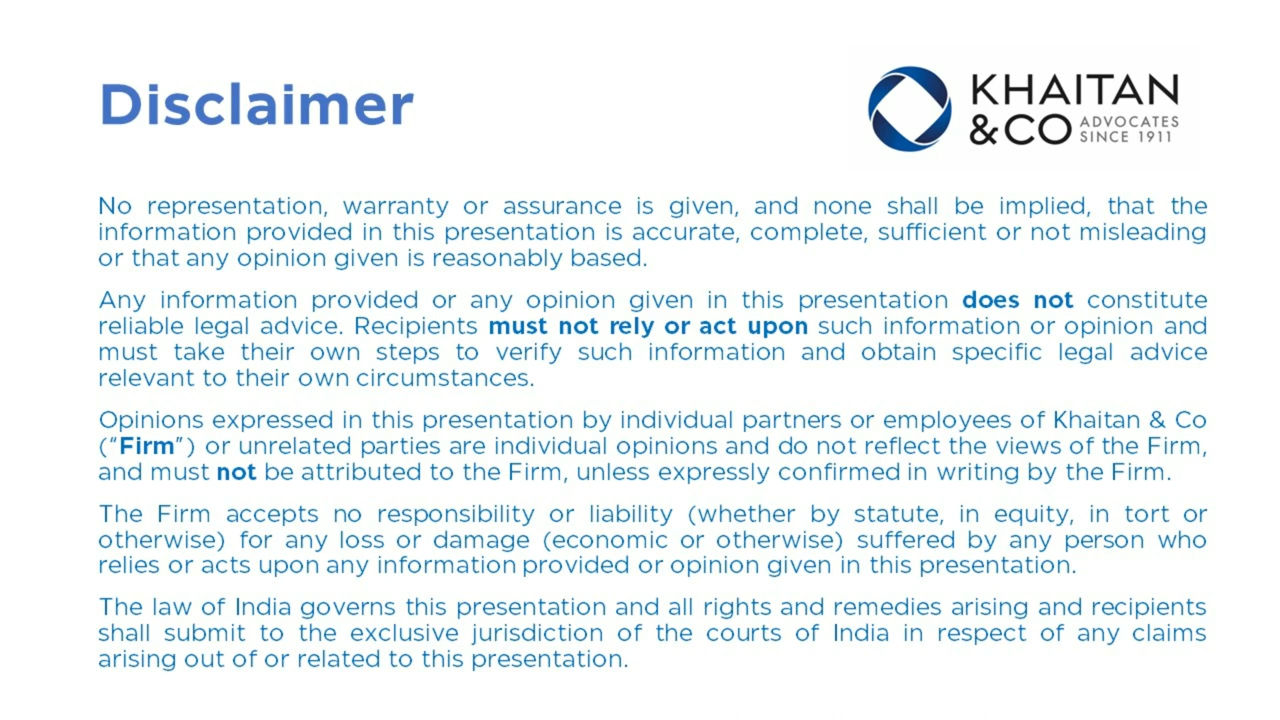 Disclaimer
KHAITAN
&CO ADVOCATES
SINCE 1911
No representation, warranty or assurance is given, and none shall be implied, that the
information provided in this presentation is accurate, complete, sufficient or not misleading
or that any opinion given is reasonably based.
Any information provided or any opinion given in this presentation does not constitute
reliable legal advice. Recipients must not rely or act upon such information or opinion and
must take their own steps to verify such information and obtain specific legal advice
relevant to their own circumstances.
Opinions expressed in this presentation by individual partners or employees of Khaitan & Co
("Firm") or unrelated parties are individual opinions and do not reflect the views of the Firm,
and must not be attributed to the Firm, unless expressly confirmed in writing by the Firm.
The Firm accepts no responsibility or liability (whether by statute, in equity, in tort or
otherwise) for any loss or damage (economic or otherwise) suffered by any person who
relies or acts upon any information provided or opinion given in this presentation.
The law of India governs this presentation and all rights and remedies arising and recipients
shall submit to the exclusive jurisdiction of the courts of India in respect of any claims
arising out of or related to this presentation.